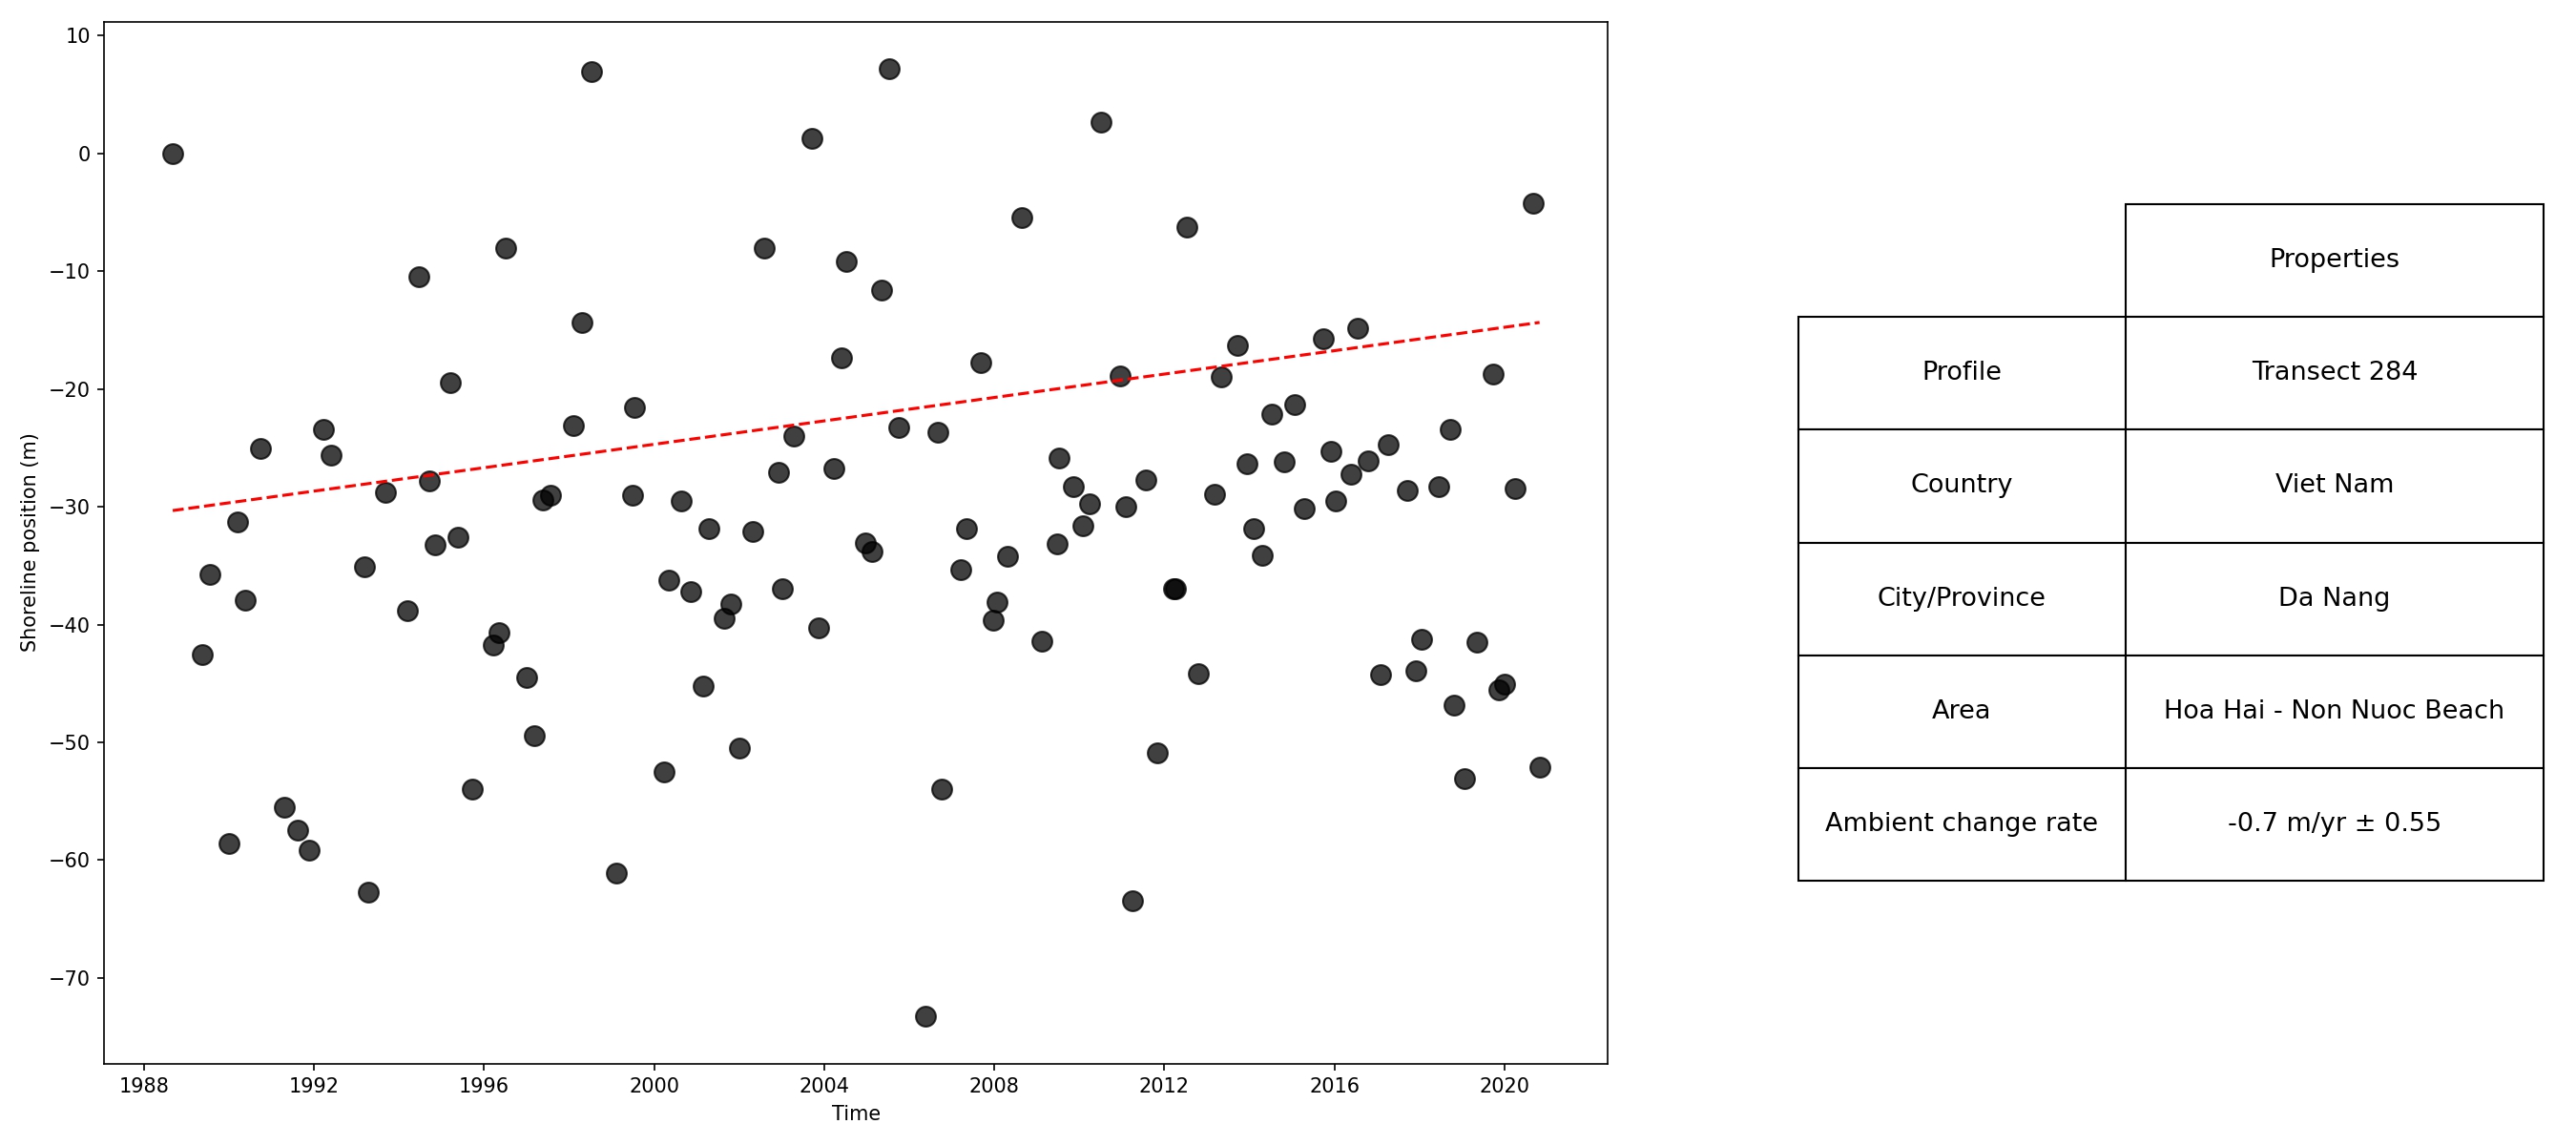 10
0
−10
−20
−30
−40
−50
−60
−70
Shoreline position (m)
1988 1992 1996 2000 2004 2008 2012 2016 2020
Time
Properties
Profile Transect 284
Country Viet Nam
City/Province Da Nang
Area Hoa Hai - Non Nuoc Beach
Ambient change rate -0.7 m/yr ± 0.55